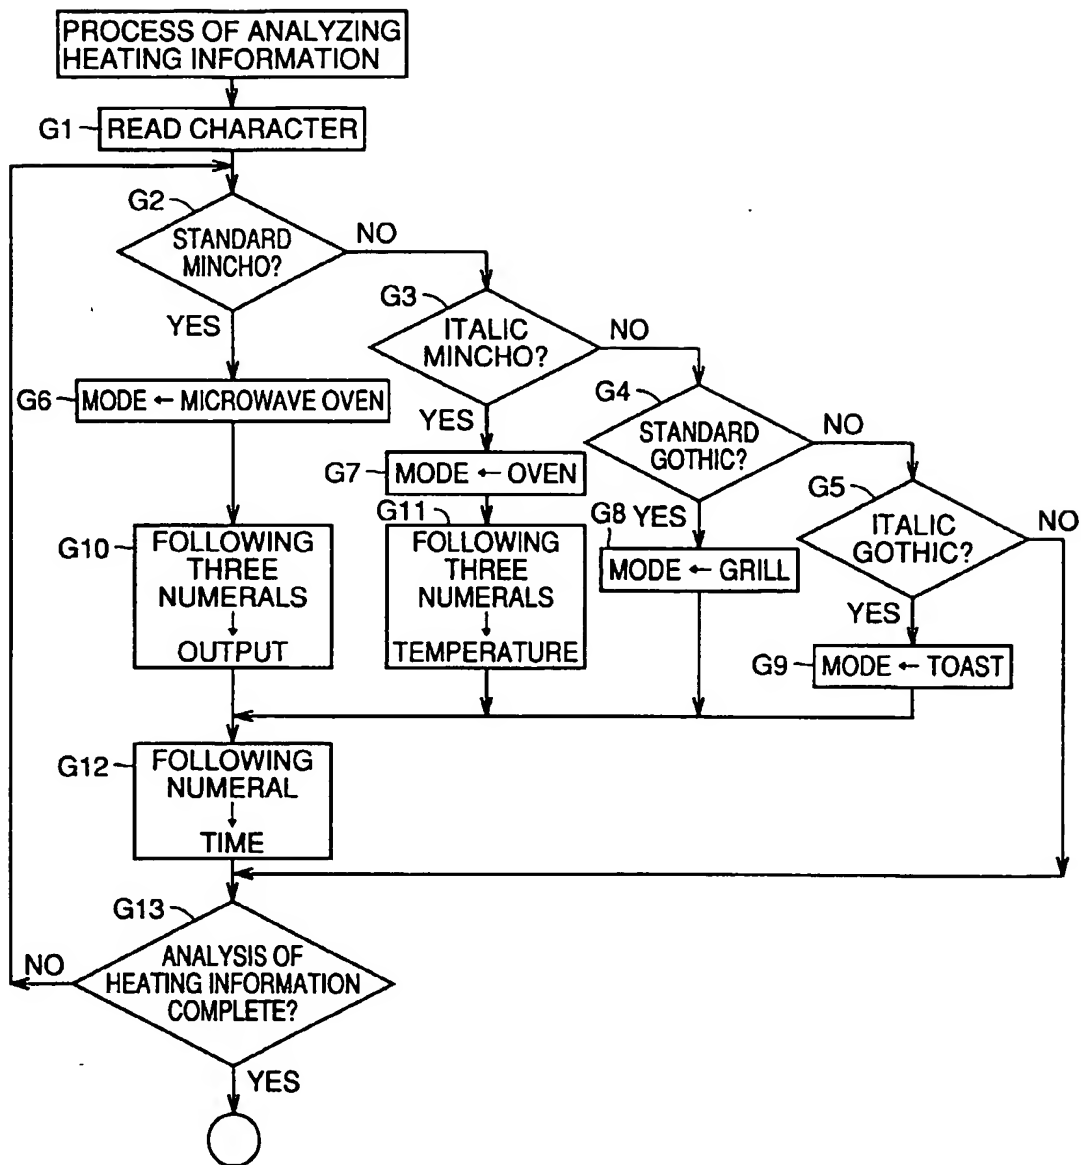 PROCESS OF ANALYZING
HEATING INFORMATION
G1
READ CHARACTER
G2
STANDARD
MINCHO?
NO
YES
G3
ITALIC
MINCHO?
NO
YES
G4
STANDARD
GOTHIC?
NO
YES
G5
ITALIC
GOTHIC?
NO
YES
G6
MODE ← MICROWAVE OVEN
G7
MODE ← OVEN
G8
MODE ← GRILL
G9
MODE ← TOAST
G10
FOLLOWING
THREE
NUMERALS
↓
OUTPUT
G11
FOLLOWING
THREE
NUMERALS
↓
TEMPERATURE
G12
FOLLOWING
NUMERAL
↓
TIME
G13
ANALYSIS OF
HEATING INFORMATION
COMPLETE?
NO
YES